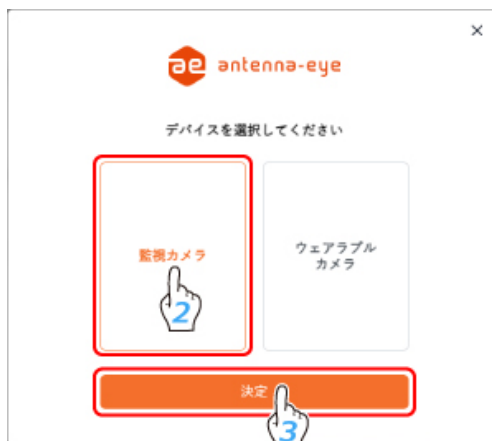 ×
ae antenna-eye
デバイスを選択してください
監視カメラ
ウェアラブル
カメラ
2
決定
3